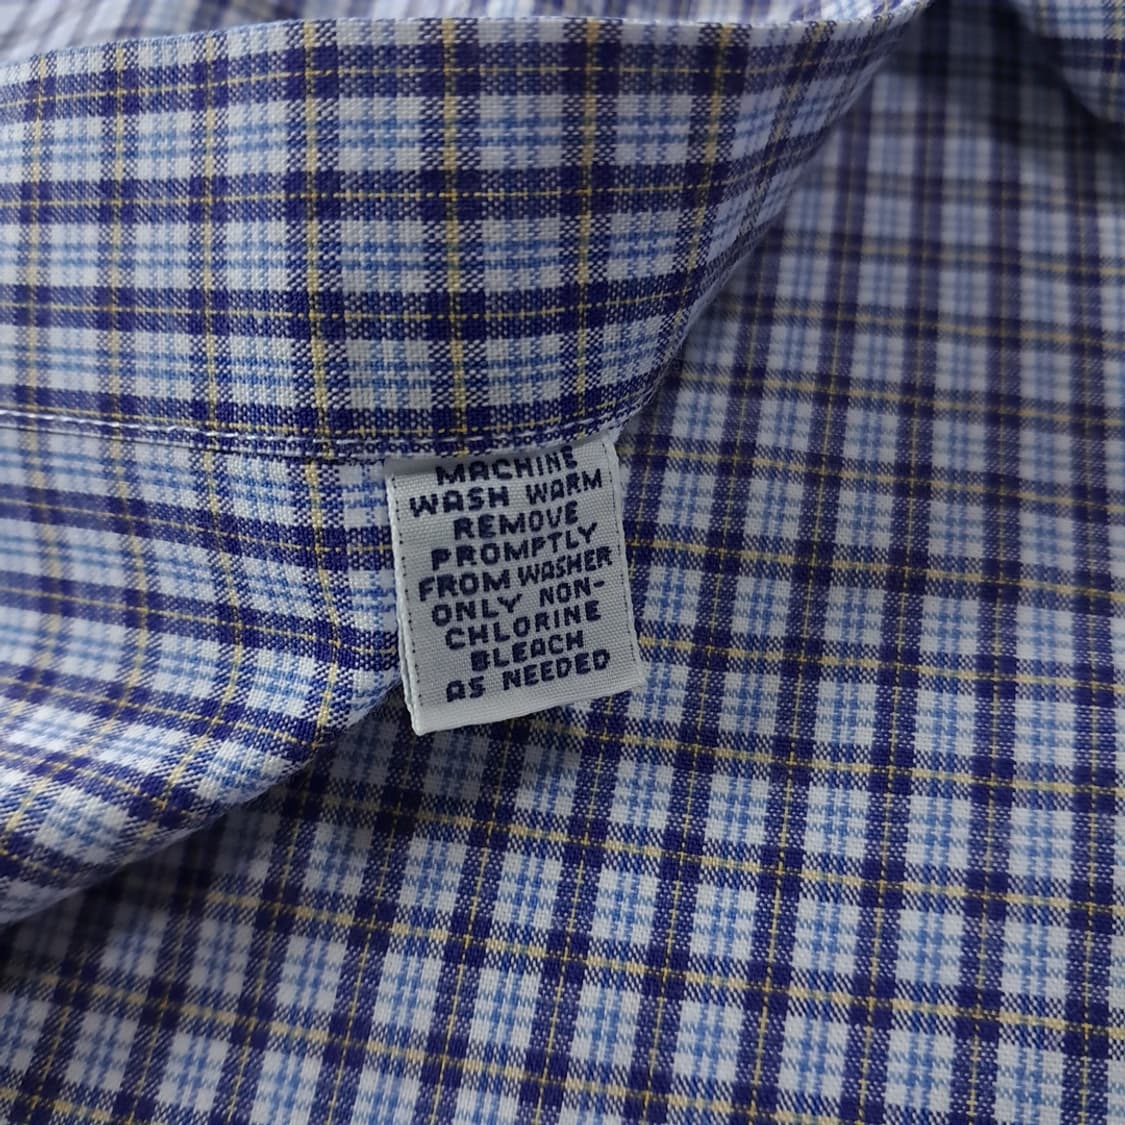 MACHINE
WASH WARM
REMOVE
PROMPTLY
FROM WASHER
ONLY NON-
CHLORINE
BLEACH
AS NEEDED